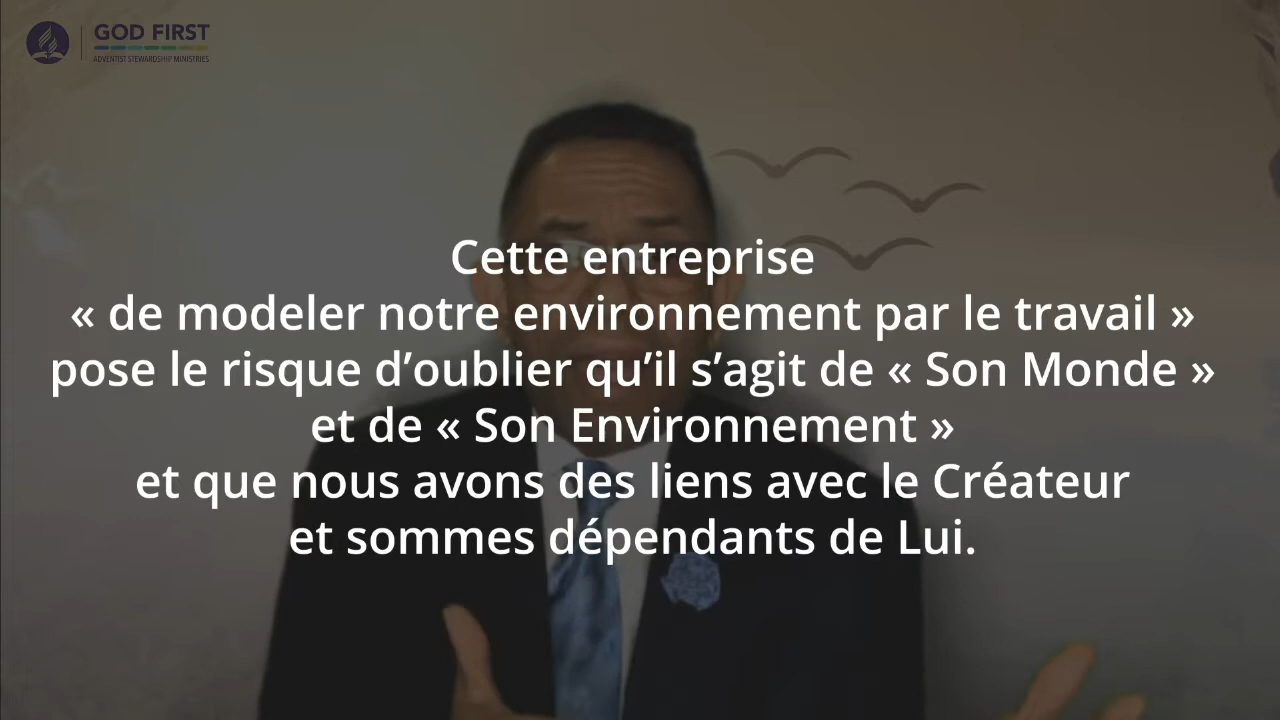 GOD FIRST
ADVENTIST STEWARDSHIP MINISTRIES
Cette entreprise
« de modeler notre environnement par le travail »
pose le risque d’oublier qu’il s’agit de « Son Monde »
et de « Son Environnement »
et que nous avons des liens avec le Créateur
et sommes dépendants de Lui.